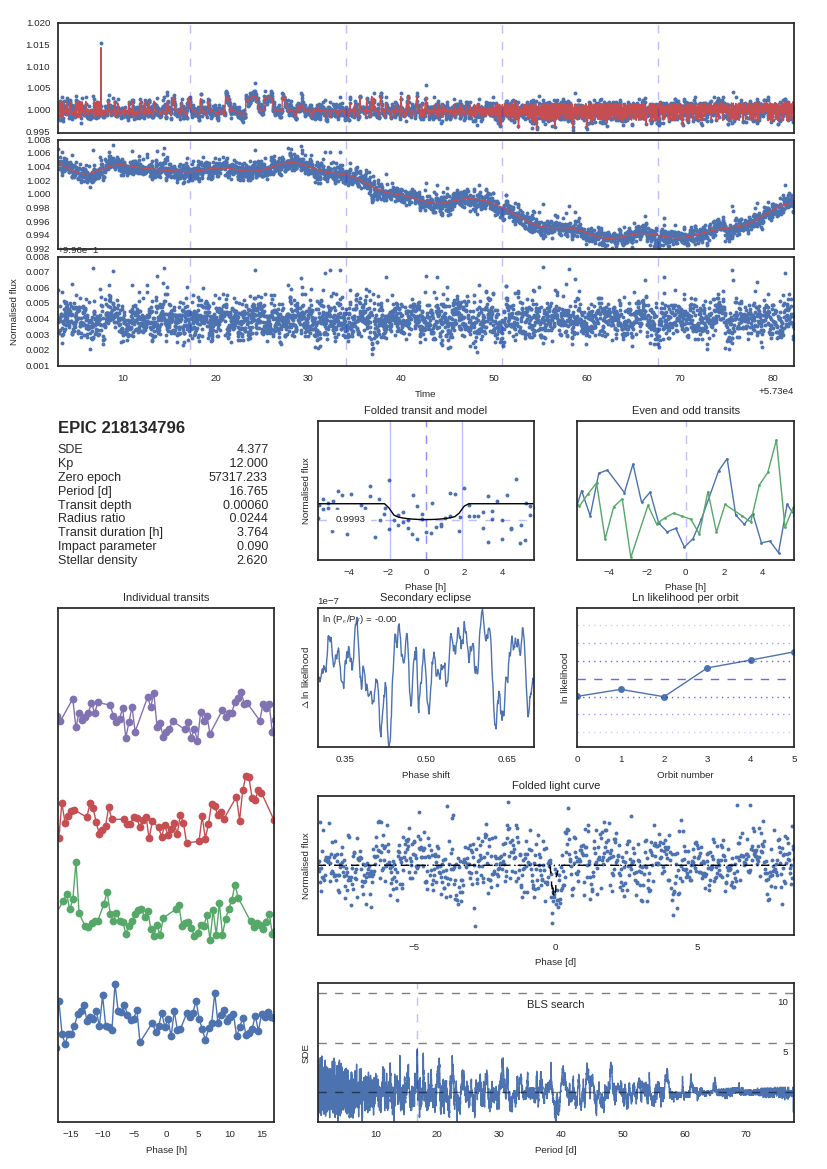 1.020
1.015
1.010
1.005
1.000
0.995
1.008
1.006
1.004
1.002
1.000
0.998
0.996
0.994
0.992
+9.96e−1
0.008
0.007
0.006
0.005
0.004
0.003
0.002
0.001
Normalised flux
10 20 30 40 50 60 70 80
Time
+5.73e4
EPIC 218134796
SDE 4.377
Kp 12.000
Zero epoch 57317.233
Period [d] 16.765
Transit depth 0.00060
Radius ratio 0.0244
Transit duration [h] 3.764
Impact parameter 0.090
Stellar density 2.620
Folded transit and model
Normalised flux
0.9993
−4 −2 0 2 4
Phase [h]
Even and odd transits
−4 −2 0 2 4
Phase [h]
Individual transits
−15 −10 −5 0 5 10 15
Phase [h]
Secondary eclipse
1e−7
Δ ln likelihood
0.35 0.50 0.65
Phase shift
Ln likelihood per orbit
ln likelihood
0 1 2 3 4 5
Orbit number
Folded light curve
Normalised flux
−5 0 5
Phase [d]
BLS search
10
5
SDE
10 20 30 40 50 60 70
Period [d]